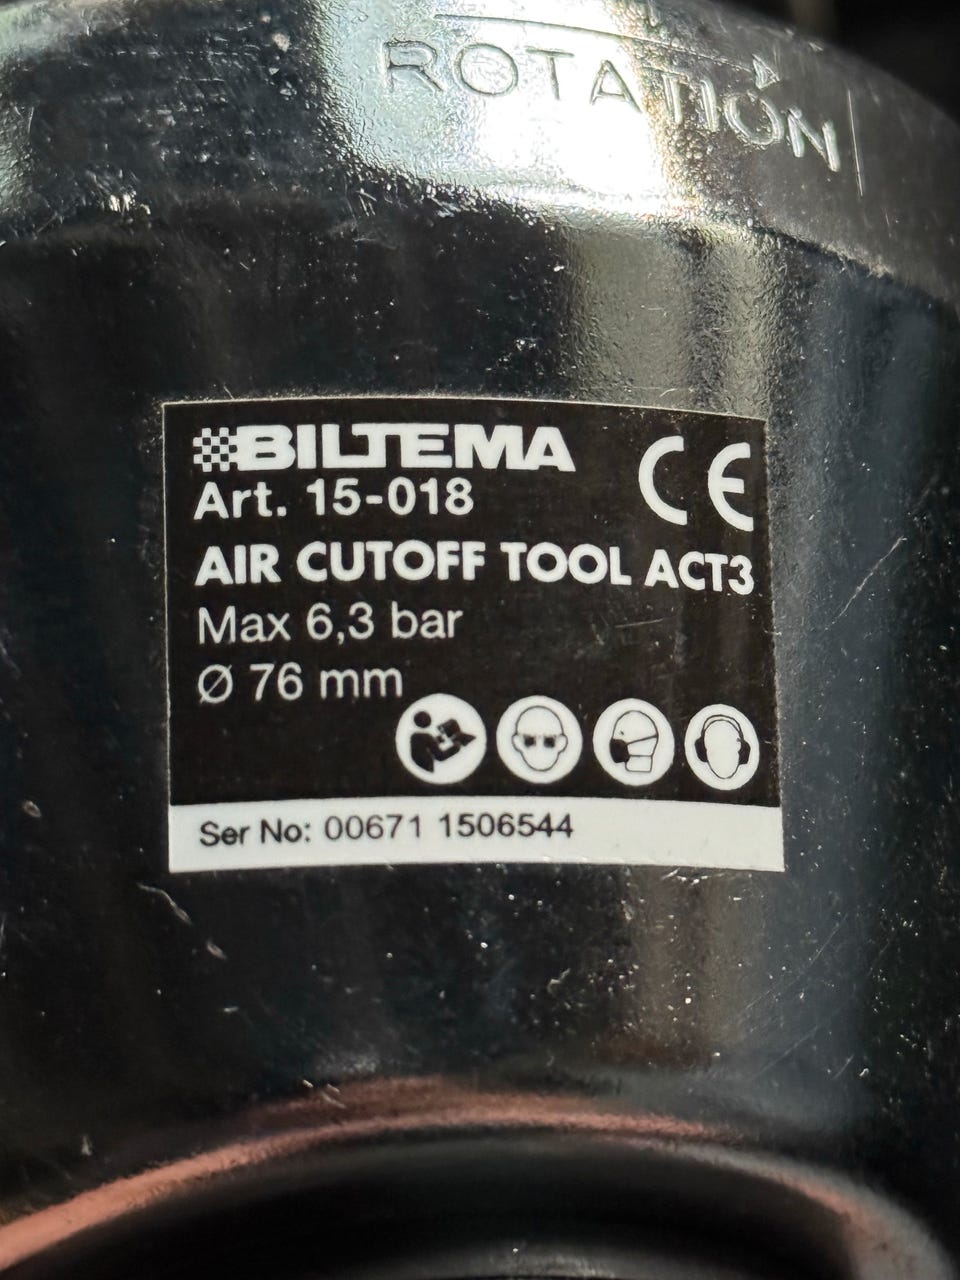 ROTATION
BILTEMA
CE
Art. 15-018
AIR CUTOFF TOOL ACT3
Max 6,3 bar
Ø 76 mm
Ser No: 00671 1506544